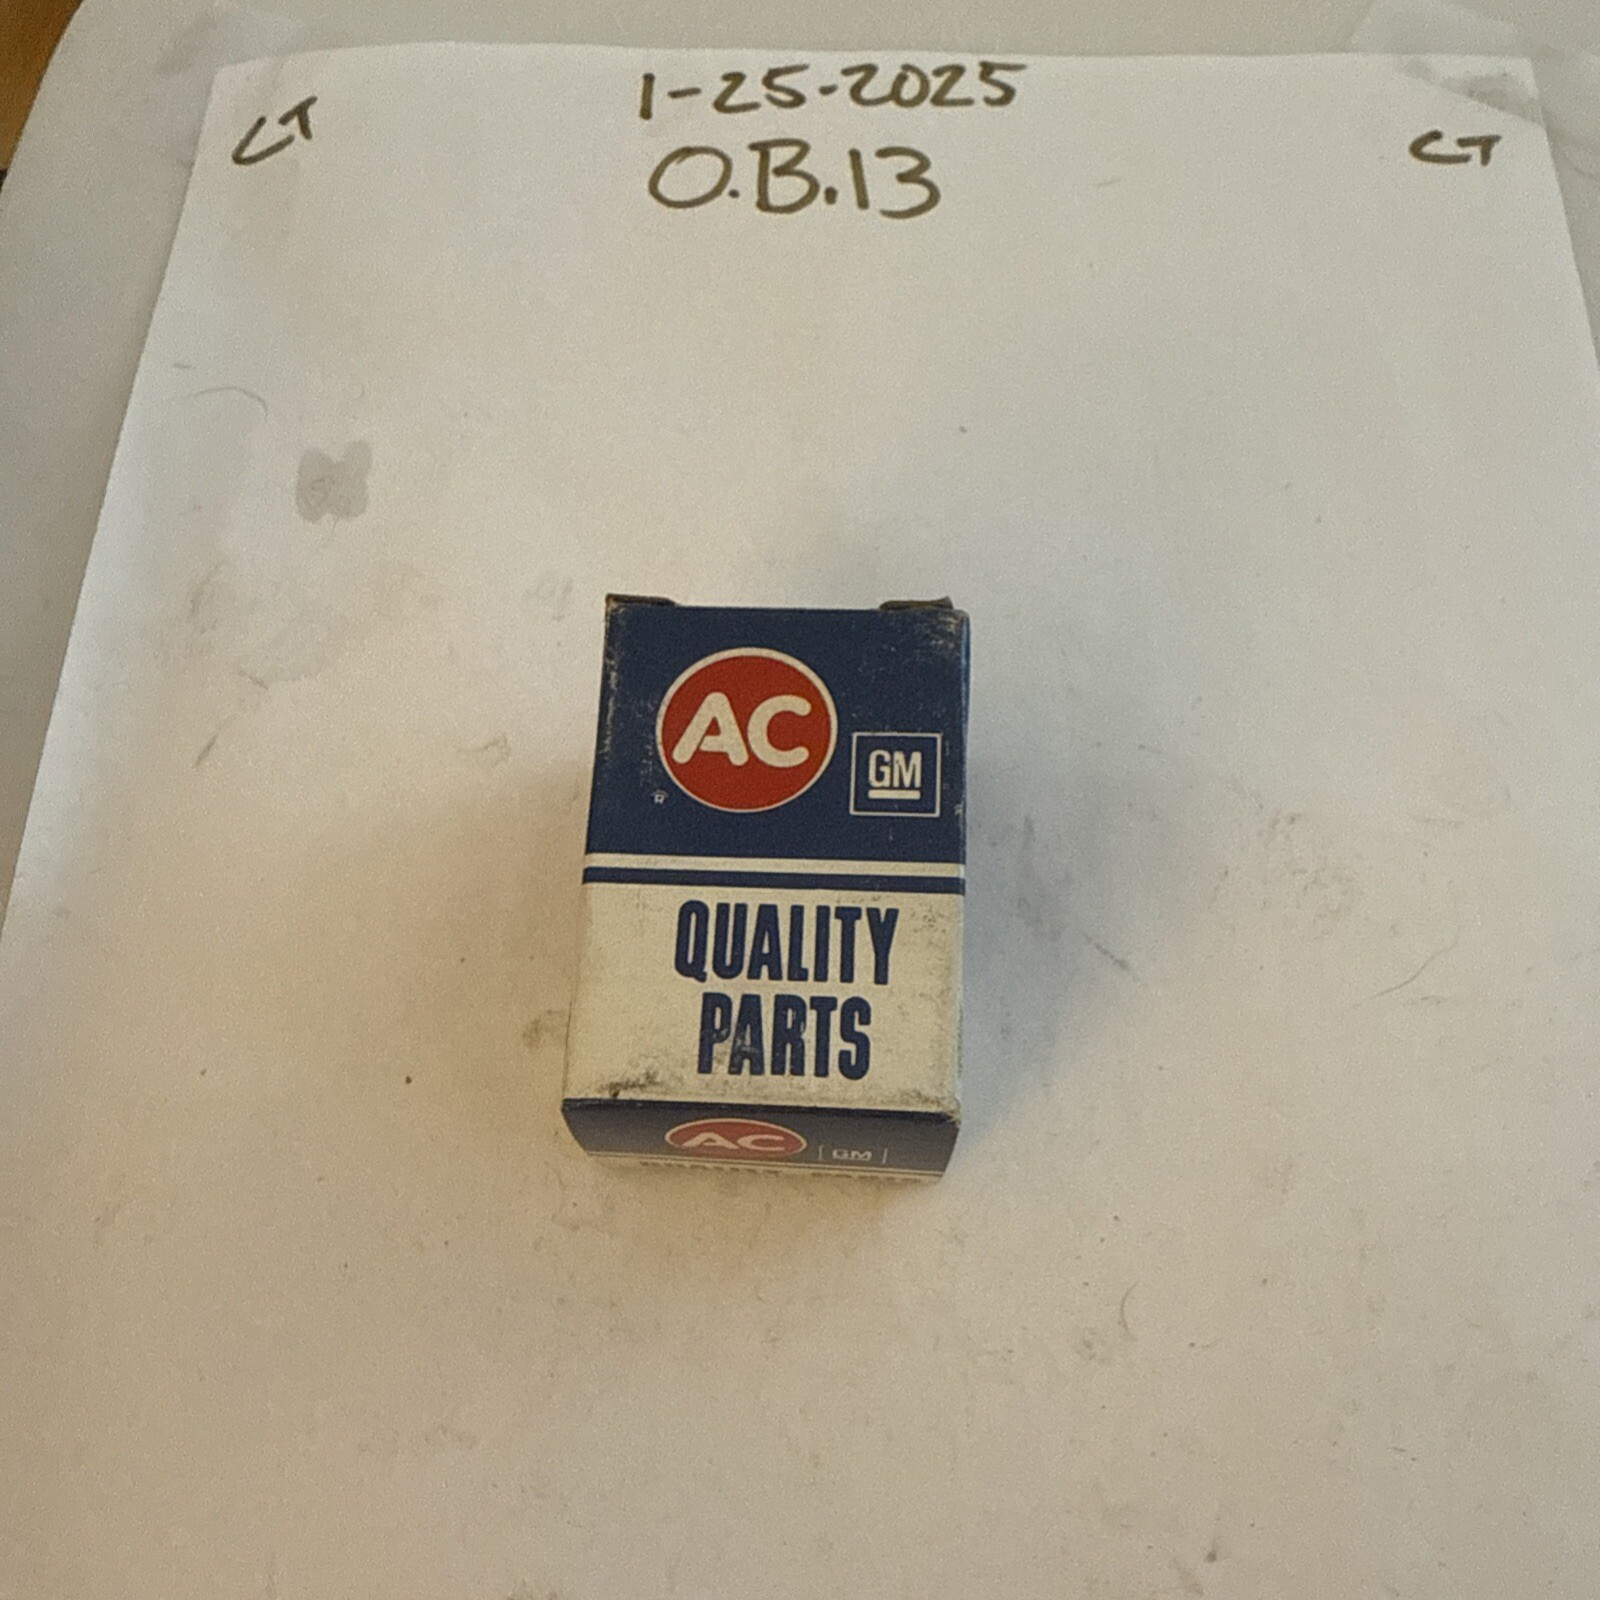 1-25-2025
CT
CT
O.B.13
AC
®
GM
QUALITY
PARTS
AC
GM